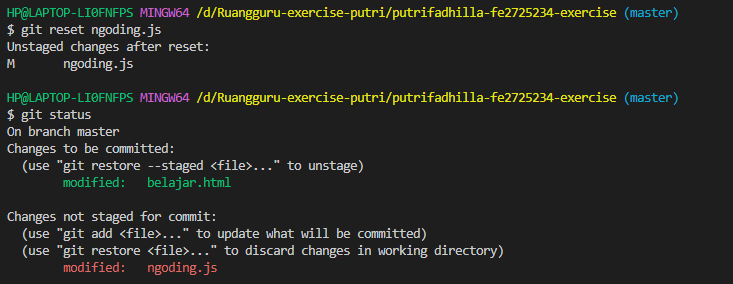 HP@LAPTOP-LI0FNFPS MINGW64 /d/Ruangguru-exercise-putri/putrifadhilla-fe2725234-exercise (master)
$ git reset ngoding.js
Unstaged changes after reset:
M       ngoding.js
HP@LAPTOP-LI0FNFPS MINGW64 /d/Ruangguru-exercise-putri/putrifadhilla-fe2725234-exercise (master)
$ git status
On branch master
Changes to be committed:
  (use "git restore --staged <file>..." to unstage)
        modified:   belajar.html
Changes not staged for commit:
  (use "git add <file>..." to update what will be committed)
  (use "git restore <file>..." to discard changes in working directory)
        modified:   ngoding.js